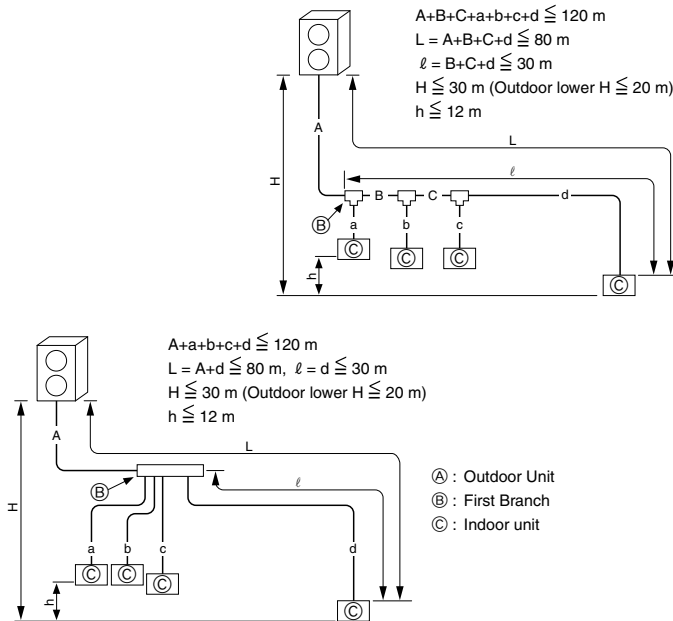 A+B+C+a+b+c+d ≦ 120 m
L = A+B+C+d ≦ 80 m
ℓ = B+C+d ≦ 30 m
H ≦ 30 m (Outdoor lower H ≦ 20 m)
h ≦ 12 m
A
L
H
ℓ
B
C
d
Ⓑ
a
b
c
Ⓒ
Ⓒ
Ⓒ
h
Ⓒ
A+a+b+c+d ≦ 120 m
L = A+d ≦ 80 m, ℓ = d ≦ 30 m
H ≦ 30 m (Outdoor lower H ≦ 20 m)
h ≦ 12 m
A
L
Ⓑ
ℓ
H
a
b
c
d
Ⓒ
Ⓒ
Ⓒ
h
Ⓒ
Ⓐ : Outdoor Unit
Ⓑ : First Branch
Ⓒ : Indoor unit